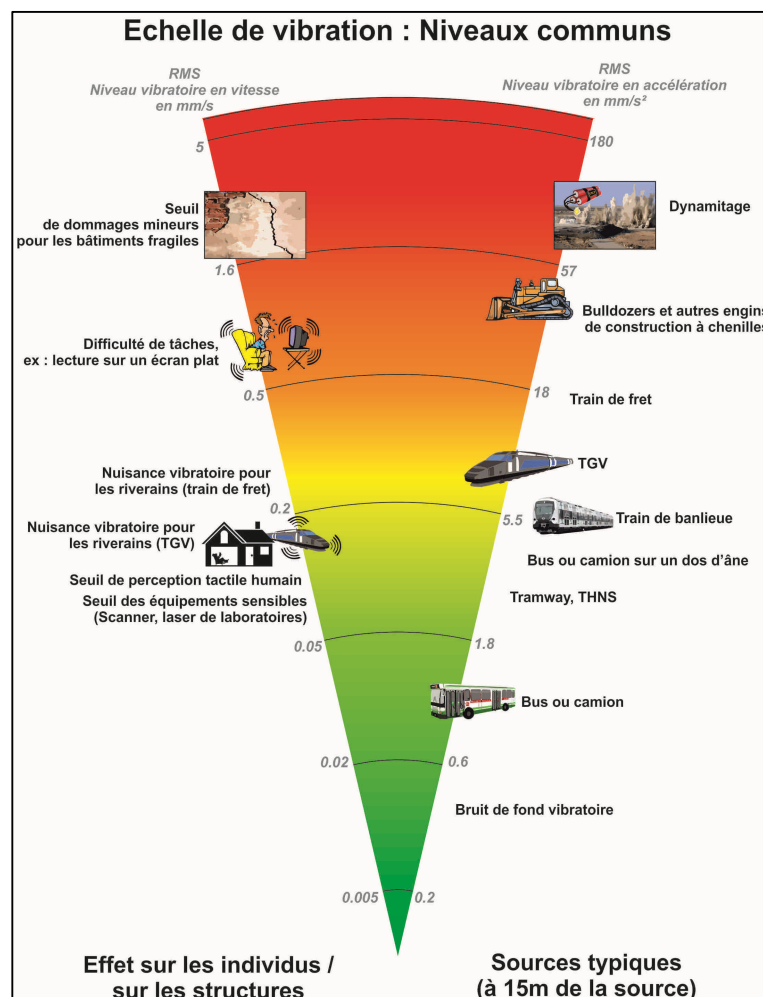 Echelle de vibration : Niveaux communs
RMS
Niveau vibratoire en vitesse
en mm/s
RMS
Niveau vibratoire en accélération
en mm/s²
5
180
Seuil
de dommages mineurs
pour les bâtiments fragiles
Dynamitage
1.6
57
Bulldozers et autres engins
de construction à chenilles
Difficulté de tâches,
ex : lecture sur un écran plat
0.5
18
Train de fret
TGV
Nuisance vibratoire pour
les riverains (train de fret)
0.2
5.5
Train de banlieue
Nuisance vibratoire pour
les riverains (TGV)
Bus ou camion sur un dos d'âne
Seuil de perception tactile humain
Tramway, THNS
Seuil des équipements sensibles
(Scanner, laser de laboratoires)
0.05
1.8
Bus ou camion
0.02
0.6
Bruit de fond vibratoire
0.005
0.2
Effet sur les individus /
sur les structures
Sources typiques
(à 15m de la source)